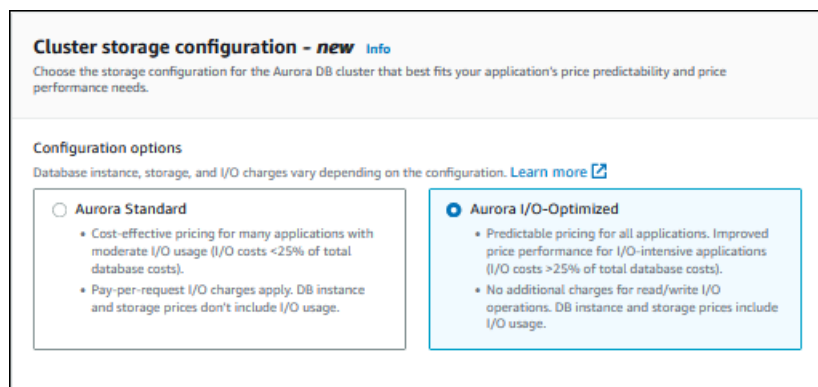 Cluster storage configuration - new Info
Choose the storage configuration for the Aurora DB cluster that best fits your application's price predictability and price
performance needs.
Configuration options
Database instance, storage, and I/O charges vary depending on the configuration. Learn more
Aurora Standard
• Cost-effective pricing for many applications with
moderate I/O usage (I/O costs <25% of total
database costs).
• Pay-per-request I/O charges apply. DB instance
and storage prices don't include I/O usage.
Aurora I/O-Optimized
• Predictable pricing for all applications. Improved
price performance for I/O-intensive applications
(I/O costs >25% of total database costs).
• No additional charges for read/write I/O
operations. DB instance and storage prices include
I/O usage.